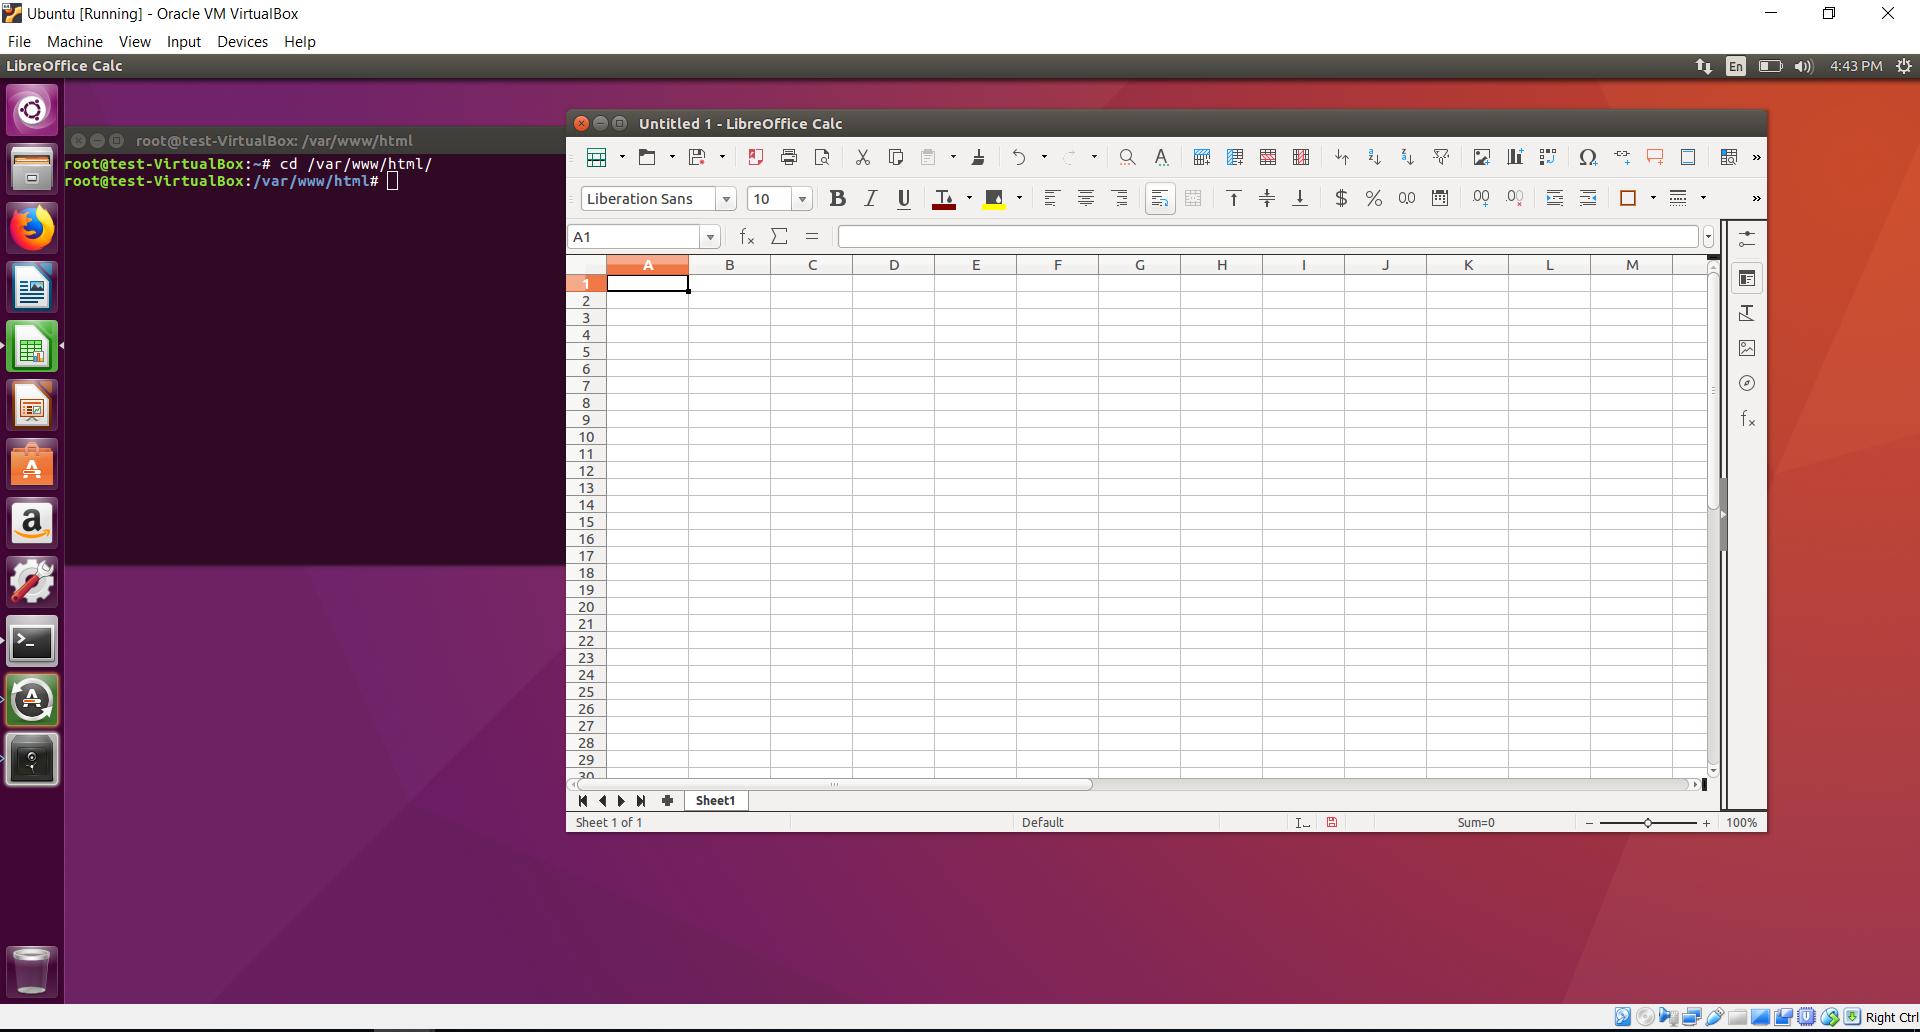 Ubuntu [Running] - Oracle VM VirtualBox
File Machine View Input Devices Help
LibreOffice Calc
En
4:43 PM
root@test-VirtualBox: /var/www/html
root@test-VirtualBox:~# cd /var/www/html/
root@test-VirtualBox:/var/www/html#
Untitled 1 - LibreOffice Calc
Liberation Sans
10
A1
A B C D E F G H I J K L M
1
2
3
4
5
6
7
8
9
10
11
12
13
14
15
16
17
18
19
20
21
22
23
24
25
26
27
28
29
30
Sheet1
Sheet 1 of 1
Default
Sum=0
100%
Right Ctrl